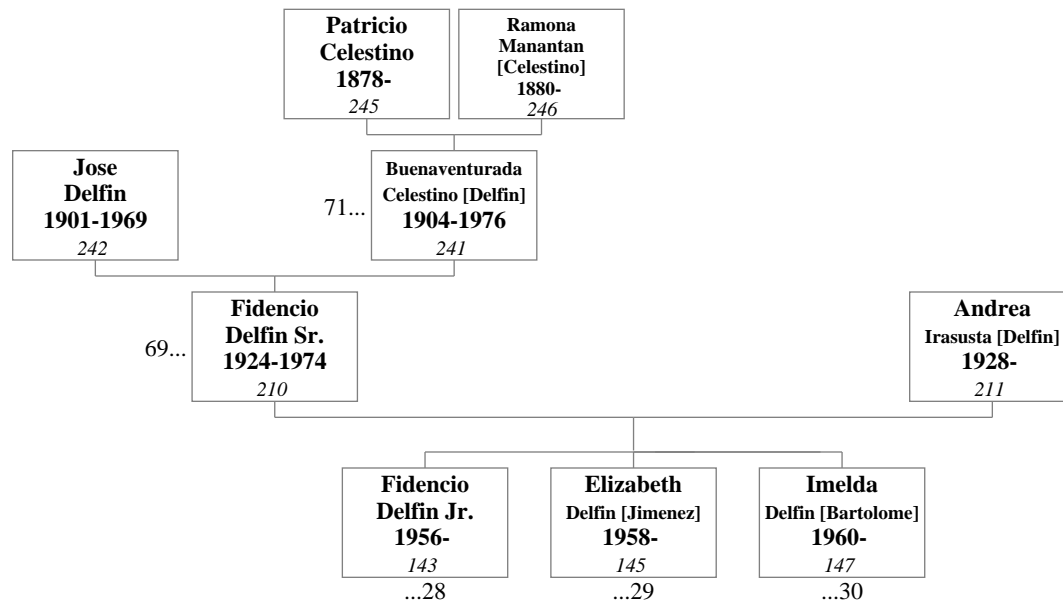 Patricio
Celestino
1878-
245
Ramona
Manantan
[Celestino]
1880-
246
Jose
Delfin
1901-1969
242
71...
Buenaventurada
Celestino [Delfin]
1904-1976
241
69...
Fidencio
Delfin Sr.
1924-1974
210
Andrea
Irasusta [Delfin]
1928-
211
Fidencio
Delfin Jr.
1956-
143
...28
Elizabeth
Delfin [Jimenez]
1958-
145
...29
Imelda
Delfin [Bartolome]
1960-
147
...30